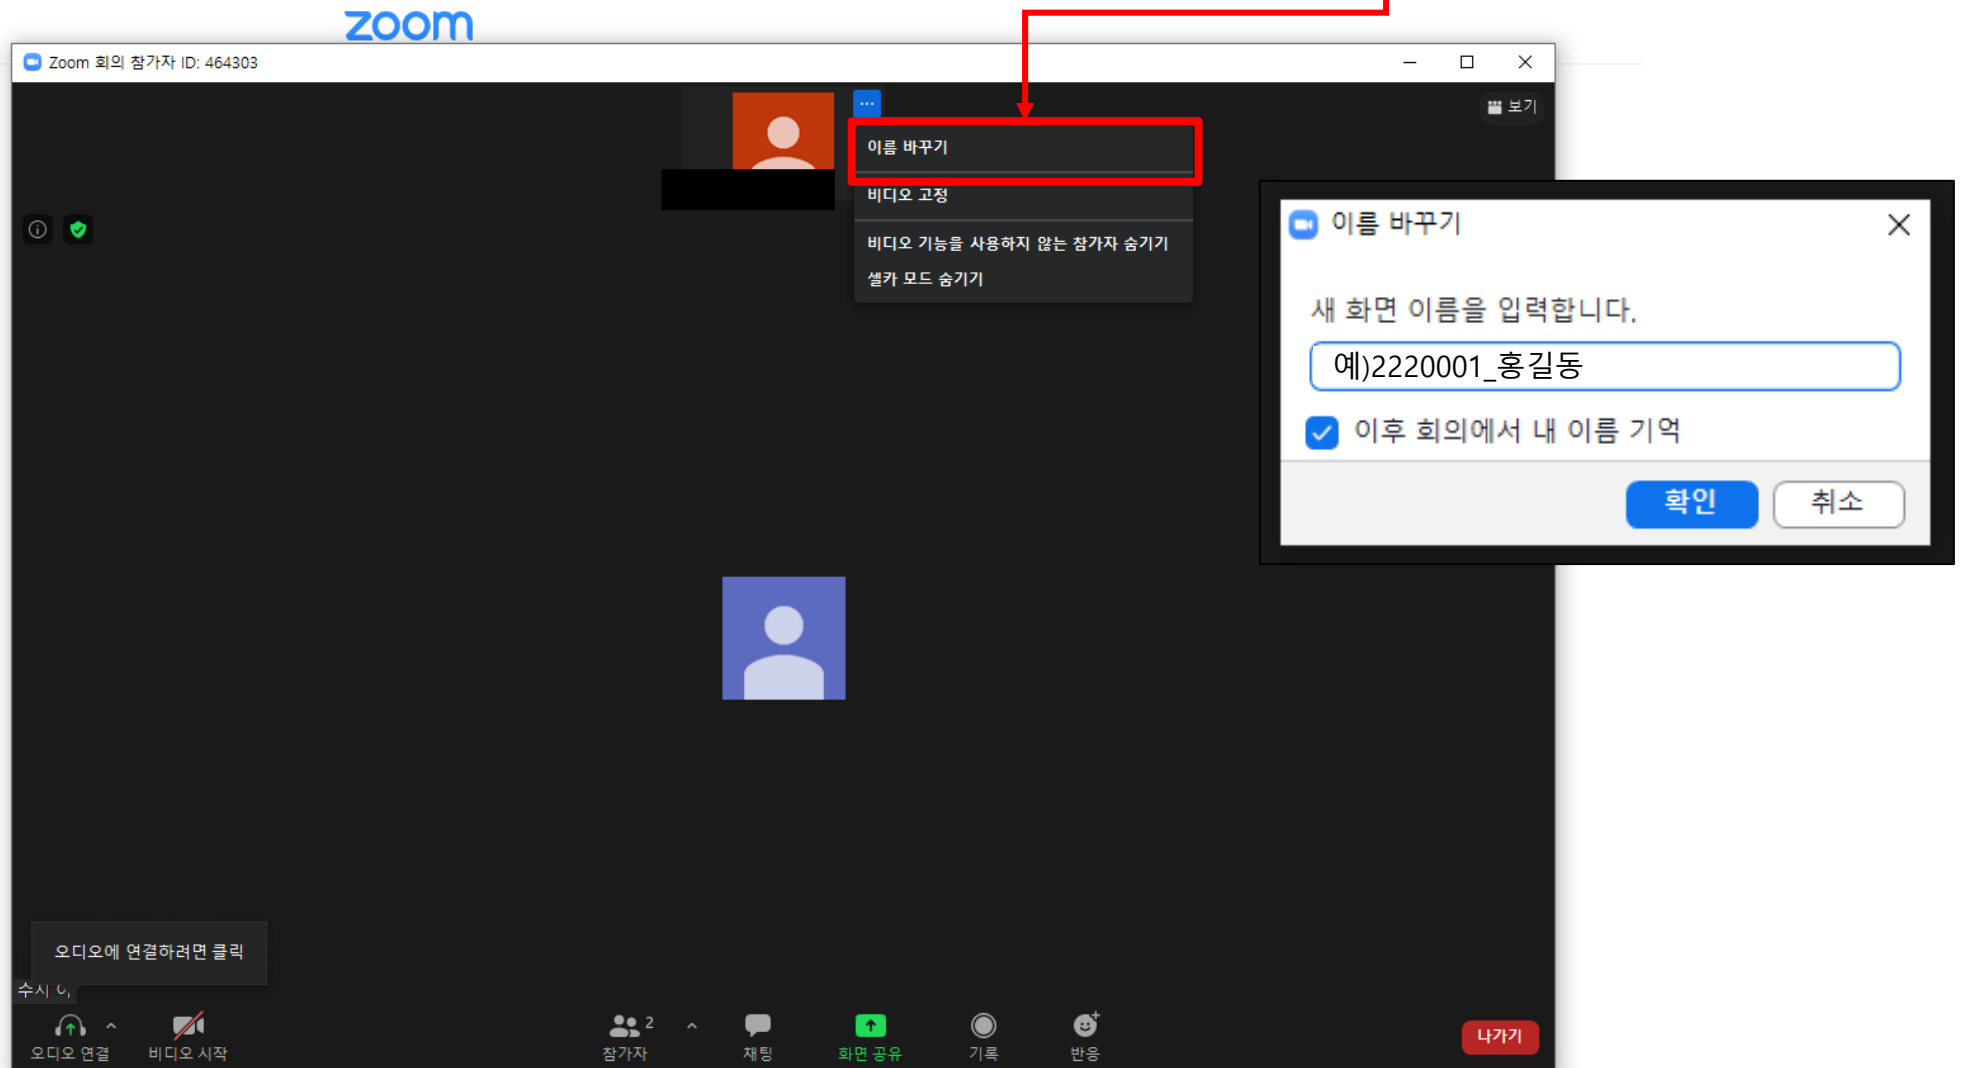 zoom
Zoom 회의 참가자 ID: 464303
보기
이름 바꾸기
비디오 고정
비디오 기능을 사용하지 않는 참가자 숨기기
셀카 모드 숨기기
이름 바꾸기
새 화면 이름을 입력합니다.
예)2220001_홍길동
이후 회의에서 내 이름 기억
확인
취소
오디오에 연결하려면 클릭
오디오 연결
비디오 시작
2
참가자
채팅
화면 공유
기록
반응
나가기